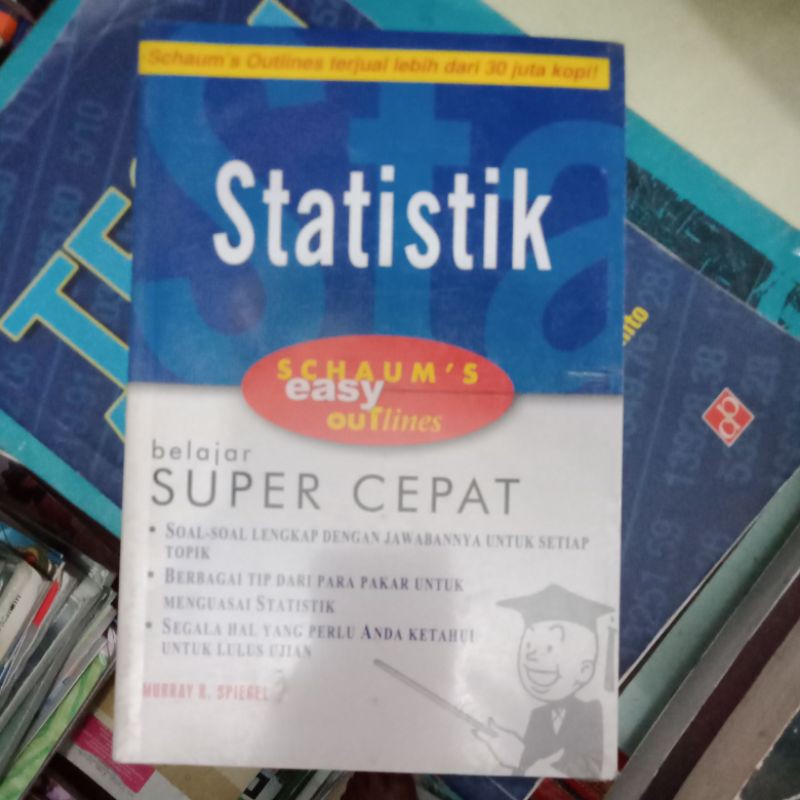 Schaum's Outlines terjual lebih dari 30 juta kopi!
Statistik
SCHAUM'S
easy
OUTlines
belajar
SUPER CEPAT
• SOAL-SOAL LENGKAP DENGAN JAWABANNYA UNTUK SETIAP
TOPIK
• BERBAGAI TIP DARI PARA PAKAR UNTUK
MENGUASAI STATISTIK
• SEGALA HAL YANG PERLU ANDA KETAHUI
UNTUK LULUS UJIAN
MURRAY R. SPIEGEL
Sta